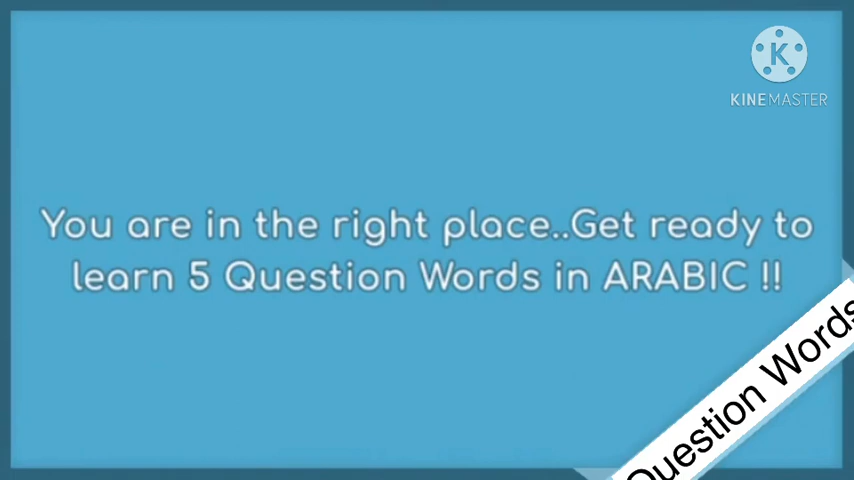 K
KINEMASTER
You are in the right place..Get ready to
learn 5 Question Words in ARABIC !!
Question Words